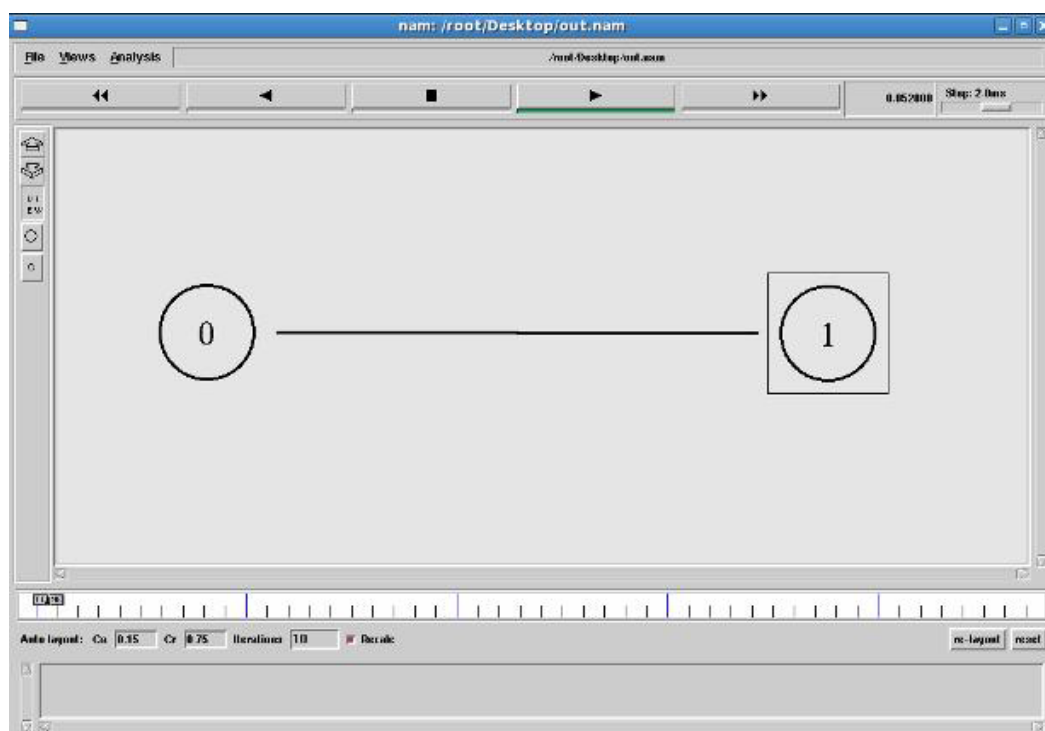 nam: /root/Desktop/out.nam
File Views Analysis /root/Desktop/out.nam
0.052000 Step: 2.0ms
0 1
Auto layout: Ca 0.15 Cr 0.75 Iterations 10 Recalc re-layout reset